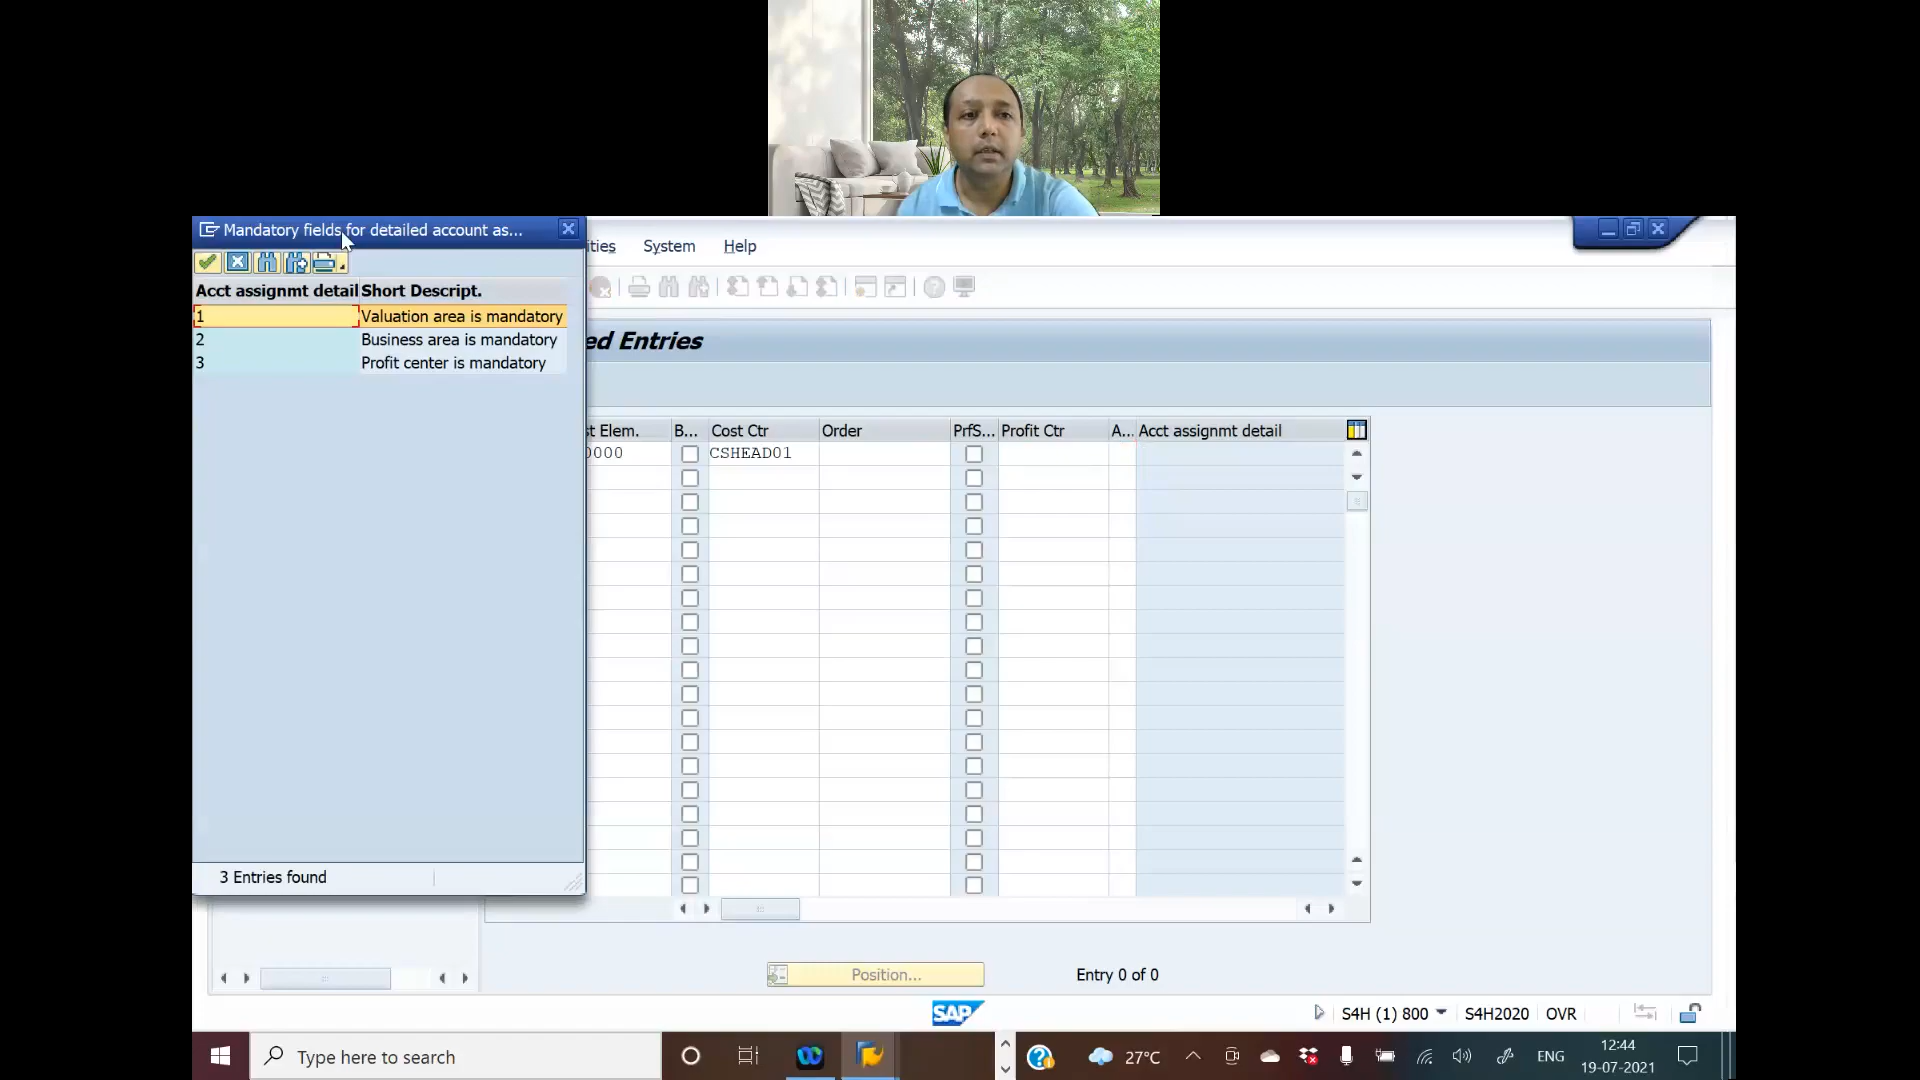 Mandatory fields for detailed account as...
ities System Help
Acct assignmt detail Short Descript.
1 Valuation area is mandatory
2 Business area is mandatory
3 Profit center is mandatory
3 Entries found
ed Entries
st Elem. B... Cost Ctr Order PrfS... Profit Ctr A... Acct assignmt detail
0000 CSHEAD01
Position... Entry 0 of 0
SAP
S4H (1) 800 S4H2020 OVR
Type here to search
27°C ENG
12:44
19-07-2021